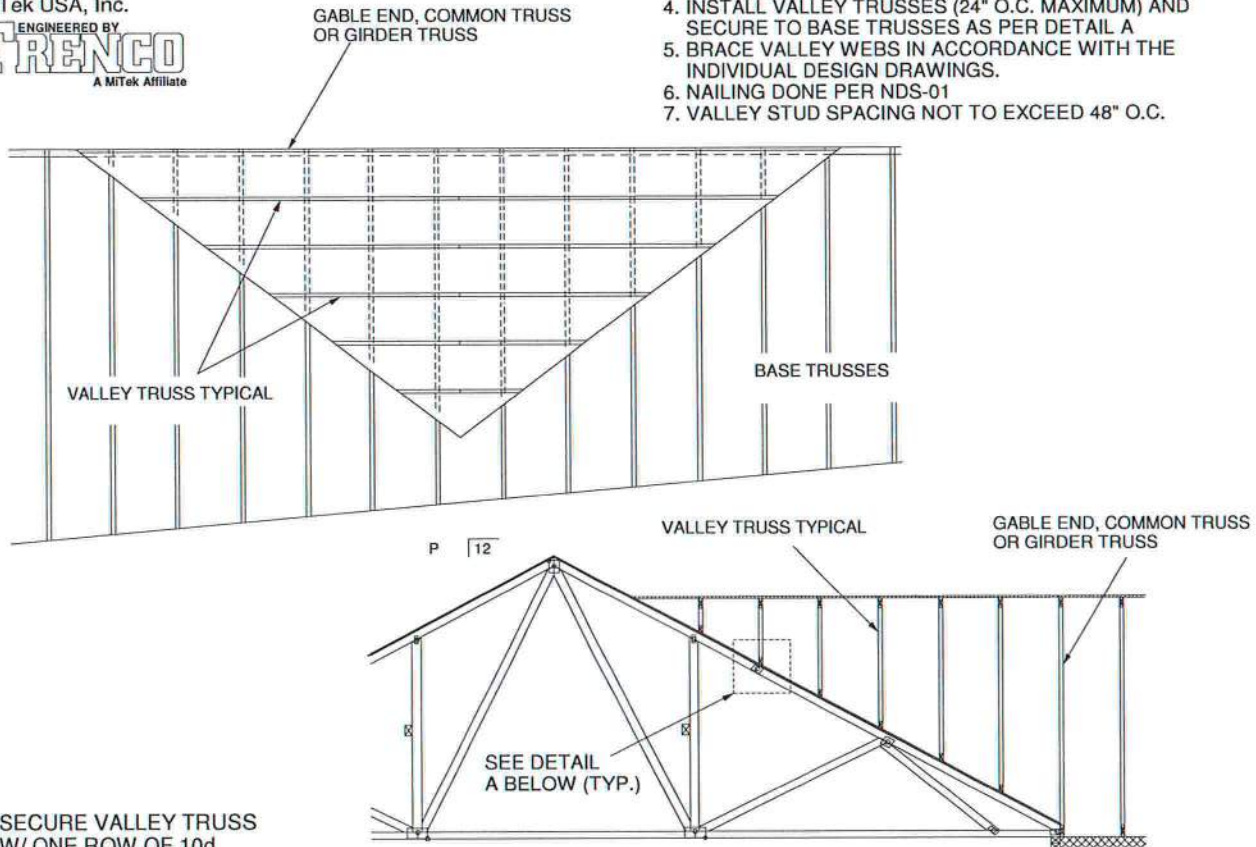 Tek USA, Inc.
ENGINEERED BY
TRENCO
A MiTek Affiliate
GABLE END, COMMON TRUSS
OR GIRDER TRUSS
4. INSTALL VALLEY TRUSSES (24" O.C. MAXIMUM) AND
SECURE TO BASE TRUSSES AS PER DETAIL A
5. BRACE VALLEY WEBS IN ACCORDANCE WITH THE
INDIVIDUAL DESIGN DRAWINGS.
6. NAILING DONE PER NDS-01
7. VALLEY STUD SPACING NOT TO EXCEED 48" O.C.
VALLEY TRUSS TYPICAL
BASE TRUSSES
P 12
VALLEY TRUSS TYPICAL
GABLE END, COMMON TRUSS
OR GIRDER TRUSS
SEE DETAIL
A BELOW (TYP.)
SECURE VALLEY TRUSS
W/ ONE ROW OF 10d